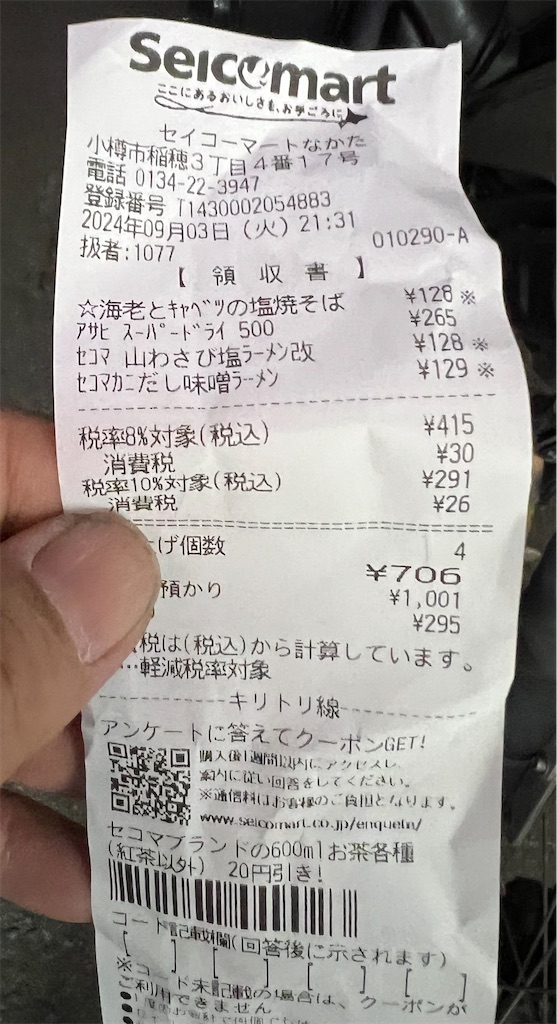 Seicomart
ここにあるおいしさを、お手ごろに
セイコーマートなかた
小樽市稲穂3丁目4番17号
電話 0134-22-3947
登録番号 T1430002054883
2024年09月03日（火）21:31
扱者:1077 010290-A
【 領 収 書 】
☆海老とｷｬﾍﾞﾂの塩焼そば ¥128 ※
ｱｻﾋ ｽｰﾊﾟｰﾄﾞﾗｲ 500 ¥265
ｾｺﾏ 山わさび塩ﾗｰﾒﾝ改 ¥128 ※
ｾｺﾏカニだし味噌ﾗｰﾒﾝ ¥129 ※
税率8%対象(税込) ¥415
消費税 ¥30
税率10%対象(税込) ¥291
消費税 ¥26
げ個数 4
¥706
預かり ¥1,001
¥295
税は(税込)から計算しています。
…軽減税率対象
キリトリ線
アンケートに答えてクーポンGET!
購入後1週間以内にアクセスし、
案内に従い回答をしてください。
※通信料はお客様のご負担となります。
www.seicomart.co.jp/enquete/
セコマブランドの600mlお茶各種
(紅茶以外) 20円引き!
コード記載欄(回答後に示されます)
[ ] [ ] [ ] [ ]
※コード未記載の場合は、クーポンが
ご利用できません